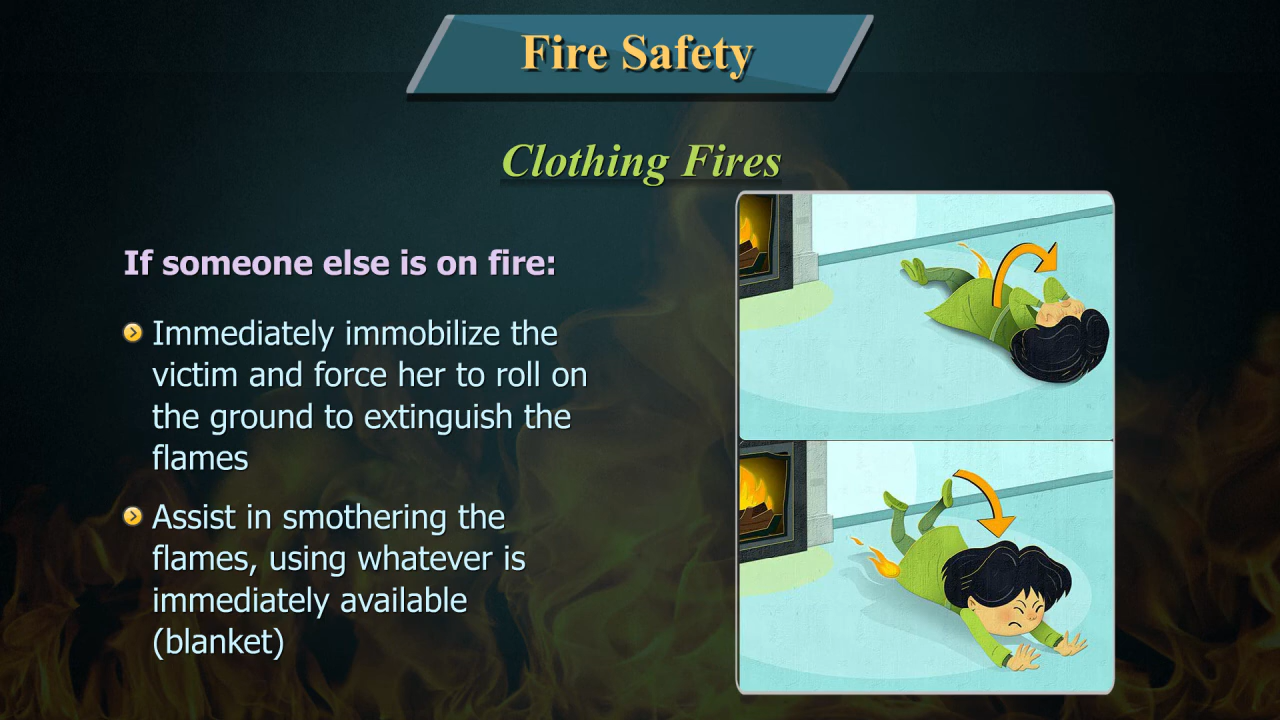 Fire Safety
Clothing Fires
If someone else is on fire:
Immediately immobilize the
victim and force her to roll on
the ground to extinguish the
flames
Assist in smothering the
flames, using whatever is
immediately available
(blanket)